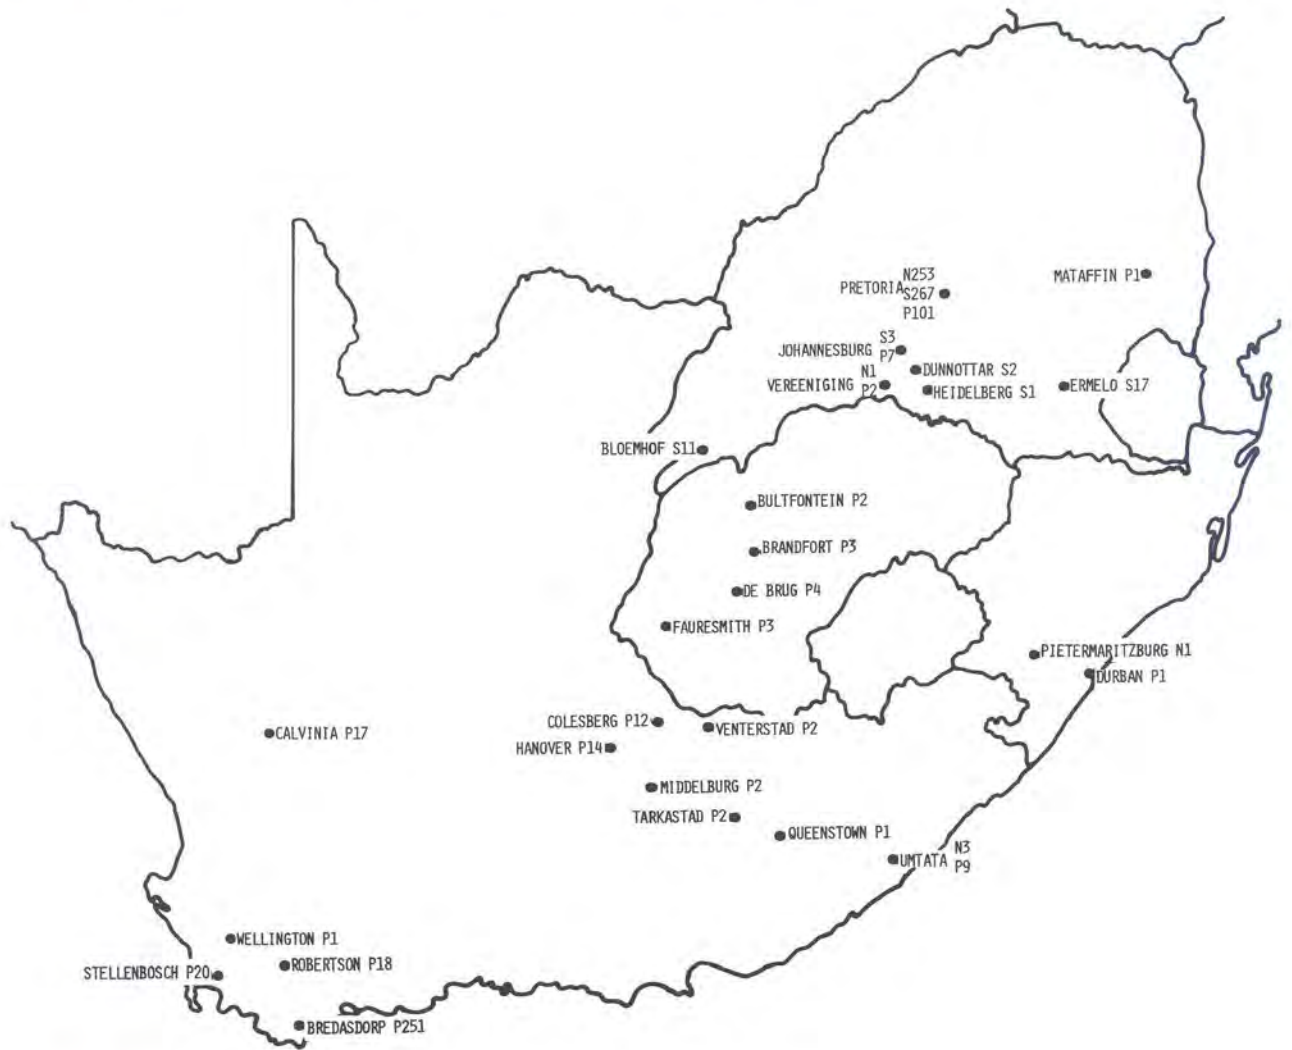 N253
MATAFFIN P1
PRETORIA S267
P101
S3
JOHANNESBURG P7
DUNNOTTAR S2
N1
VEREENIGING P2
HEIDELBERG S1
ERMELO S17
BLOEMHOF S11
BULTFONTEIN P2
BRANDFORT P3
DE BRUG P4
FAURESMITH P3
PIETERMARITZBURG N1
DURBAN P1
COLESBERG P12
VENTERSTAD P2
CALVINIA P17
HANOVER P14
MIDDELBURG P2
TARKASTAD P2
QUEENSTOWN P1
N3
UMTATA P9
WELLINGTON P1
ROBERTSON P18
STELLENBOSCH P20
BREDASDORP P251